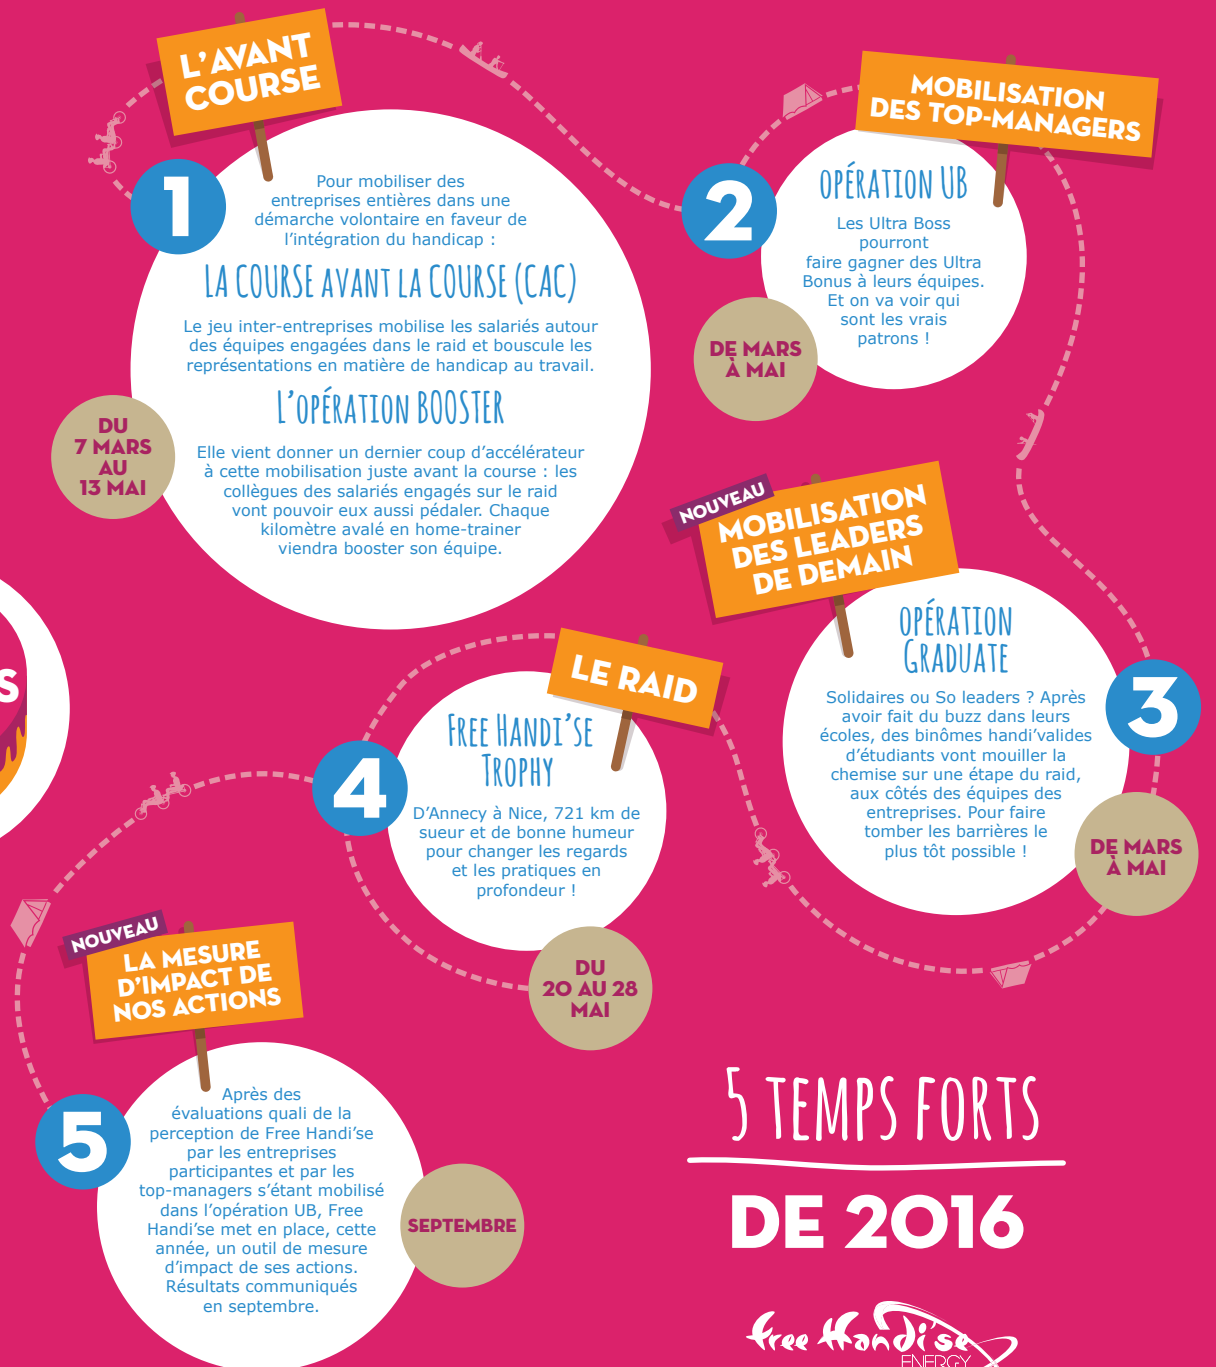 L'AVANT
COURSE
1
Pour mobiliser des
entreprises entières dans une
démarche volontaire en faveur de
l'intégration du handicap :
LA COURSE AVANT LA COURSE (CAC)
Le jeu inter-entreprises mobilise les salariés autour
des équipes engagées dans le raid et bouscule les
représentations en matière de handicap au travail.
L'OPÉRATION BOOSTER
Elle vient donner un dernier coup d'accélérateur
à cette mobilisation juste avant la course : les
collègues des salariés engagés sur le raid
vont pouvoir eux aussi pédaler. Chaque
kilomètre avalé en home-trainer
viendra booster son équipe.
DU
7 MARS
AU
13 MAI
MOBILISATION
DES TOP-MANAGERS
2
OPÉRATION UB
Les Ultra Boss
pourront
faire gagner des Ultra
Bonus à leurs équipes.
Et on va voir qui
sont les vrais
patrons !
DE MARS
À MAI
NOUVEAU
MOBILISATION
DES LEADERS
DE DEMAIN
3
OPÉRATION
GRADUATE
Solidaires ou So leaders ? Après
avoir fait du buzz dans leurs
écoles, des binômes handi'valides
d'étudiants vont mouiller la
chemise sur une étape du raid,
aux côtés des équipes des
entreprises. Pour faire
tomber les barrières le
plus tôt possible !
DE MARS
À MAI
S
LE RAID
4
FREE HANDI'SE
TROPHY
D'Annecy à Nice, 721 km de
sueur et de bonne humeur
pour changer les regards
et les pratiques en
profondeur !
DU
20 AU 28
MAI
NOUVEAU
LA MESURE
D'IMPACT DE
NOS ACTIONS
5
Après des
évaluations quali de la
perception de Free Handi'se
par les entreprises
participantes et par les
top-managers s'étant mobilisé
dans l'opération UB, Free
Handi'se met en place, cette
année, un outil de mesure
d'impact de ses actions.
Résultats communiqués
en septembre.
SEPTEMBRE
5 TEMPS FORTS
DE 2016
Free Handi'se
ENERGY